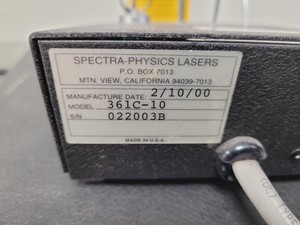 SPECTRA-PHYSICS LASERS
P.O. BOX 7013
MTN. VIEW, CALIFORNIA 94039-7013
MANUFACTURE DATE: 2/10/00
MODEL 361C-10
S/N 022003B
MADE IN U.S.A.